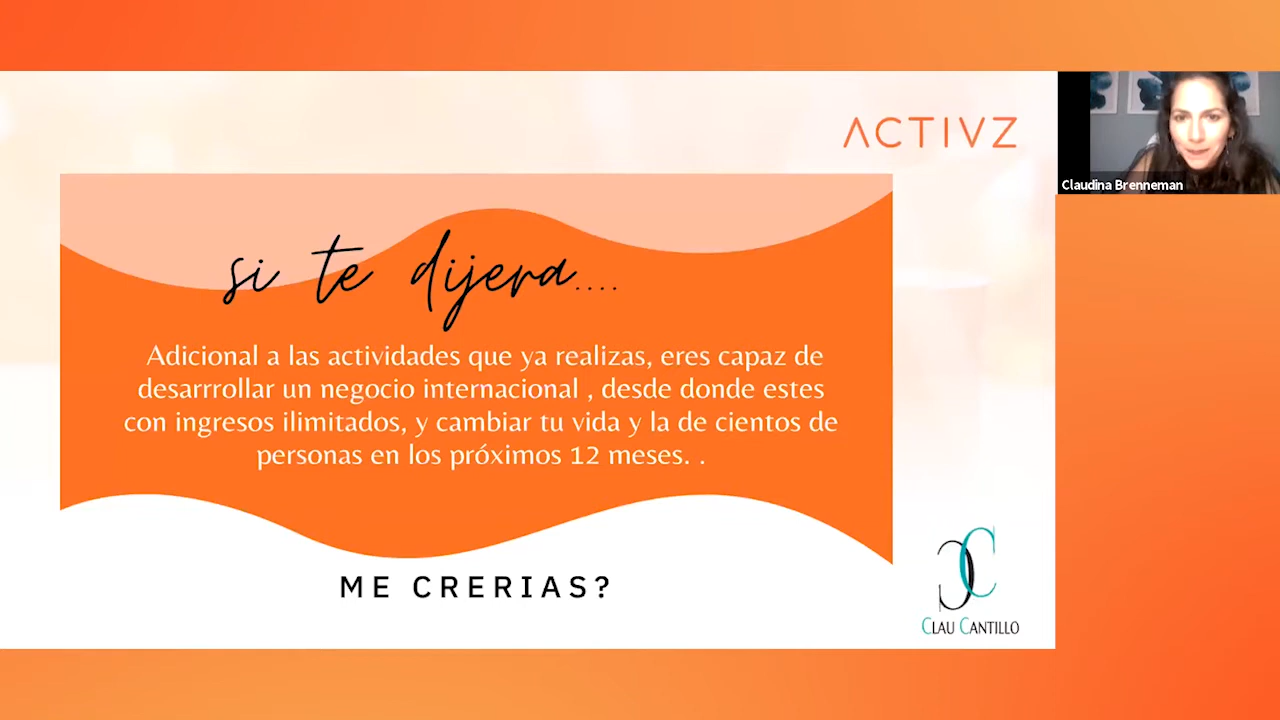 ACTIVZ
Claudina Brenneman
si te dijera....
Adicional a las actividades que ya realizas, eres capaz de
desarrrollar un negocio internacional , desde donde estes
con ingresos ilimitados, y cambiar tu vida y la de cientos de
personas en los próximos 12 meses. .
ME CRERIAS?
CLAU CANTILLO